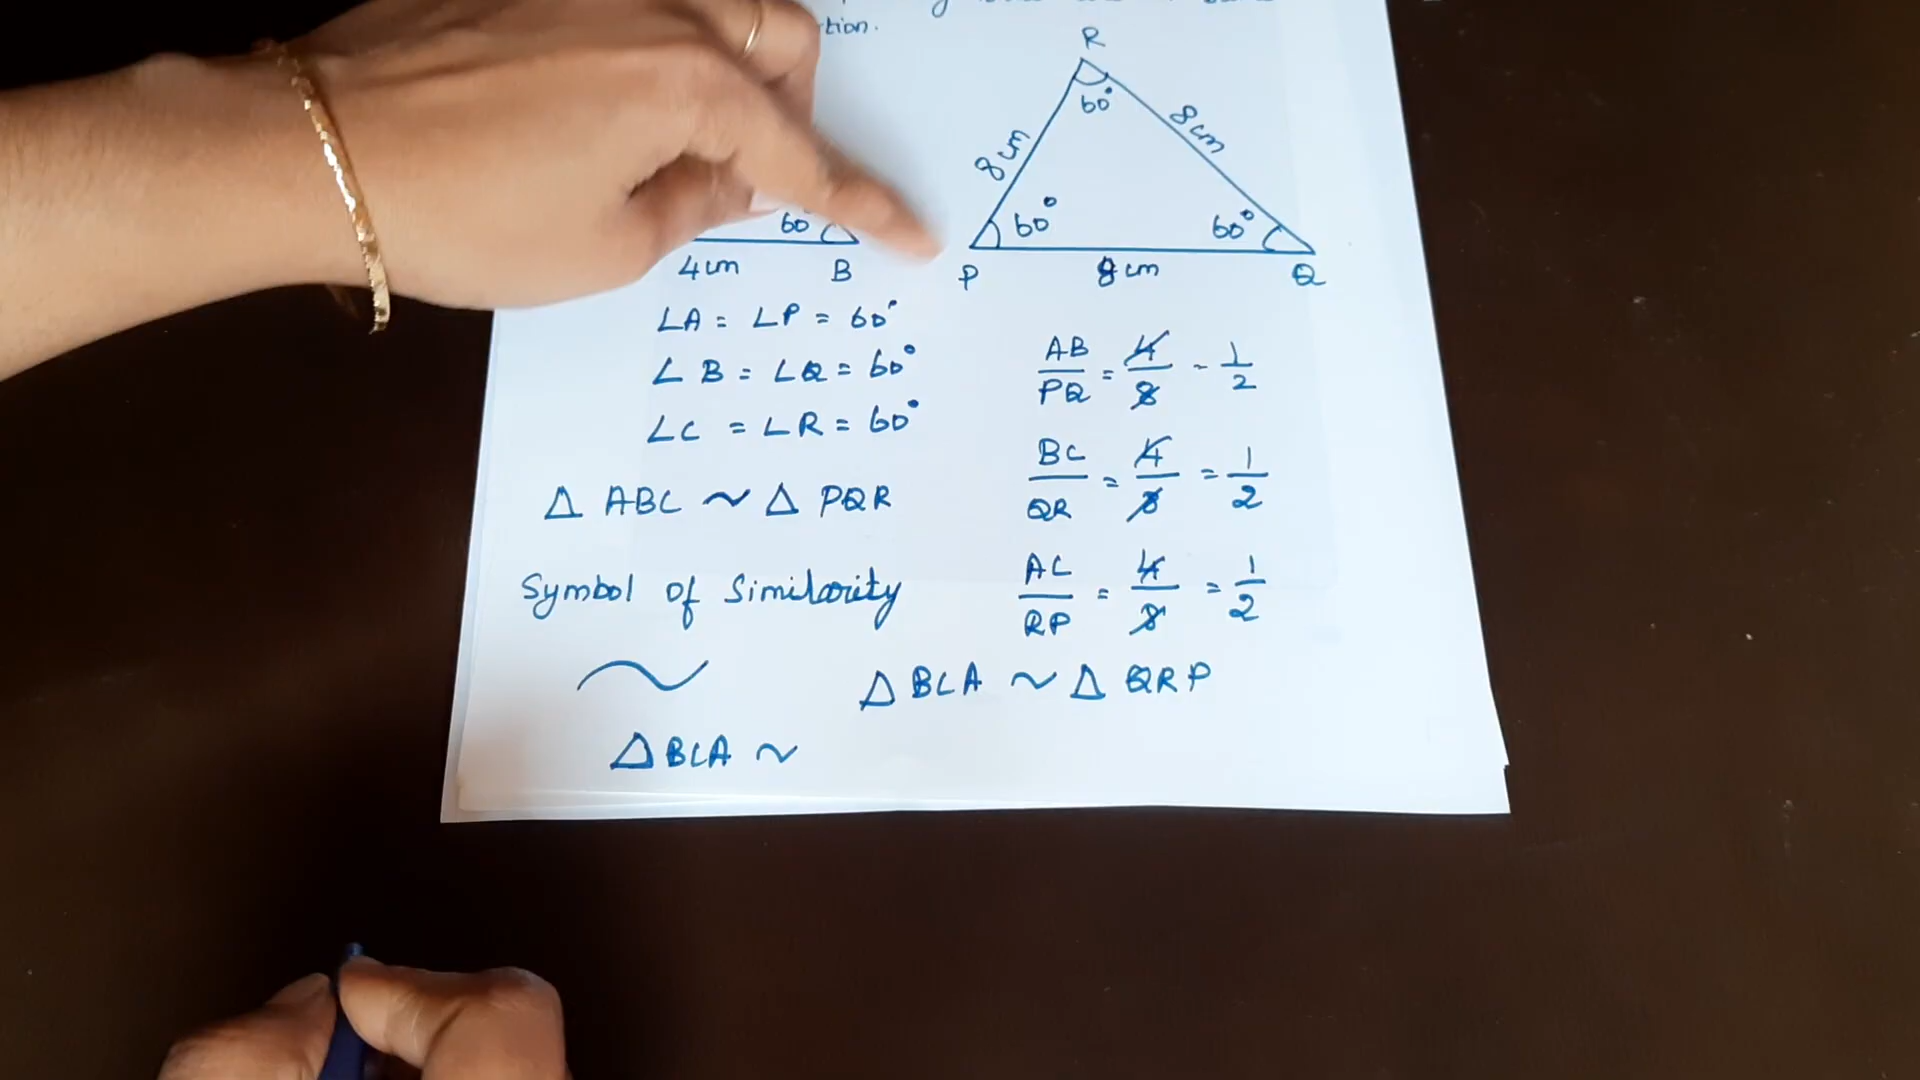 tion.
R
60°
8cm
8cm
60°
60°
60°
4cm
B
P
8cm
Q
∠A = ∠P = 60°
∠B = ∠Q = 60°
∠C = ∠R = 60°
△ ABC ~ △ PQR
Symbol of Similarity
~
AB/PQ = 4/8 - 1/2
BC/QR = 4/8 = 1/2
AC/RP = 4/8 = 1/2
△ BCA ~ △ QRP
△ BCA ~